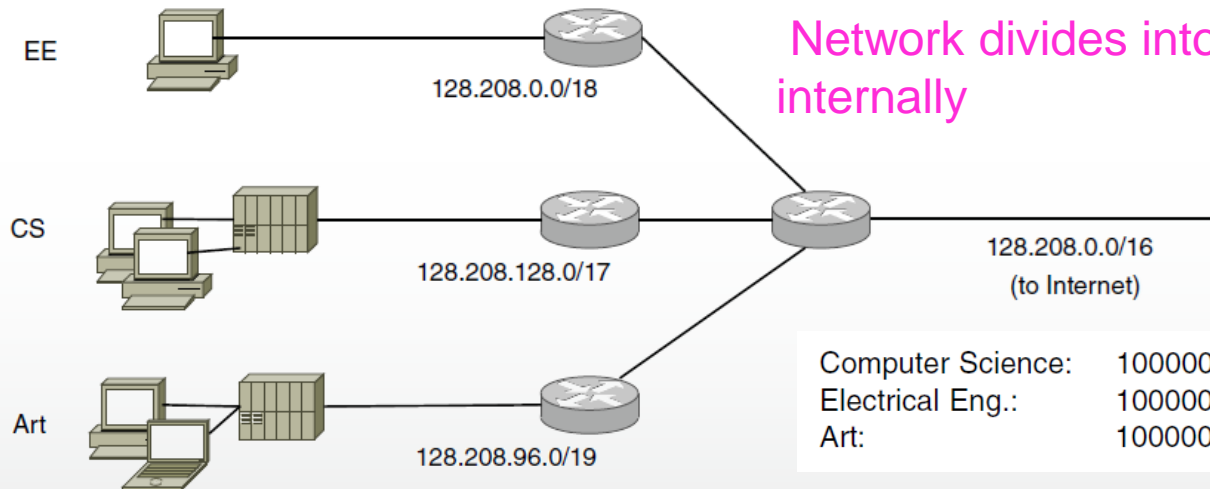 EE
128.208.0.0/18
Network divides into
internally
CS
128.208.128.0/17
128.208.0.0/16
(to Internet)
Art
128.208.96.0/19
Computer Science: 100000
Electrical Eng.: 100000
Art: 100000